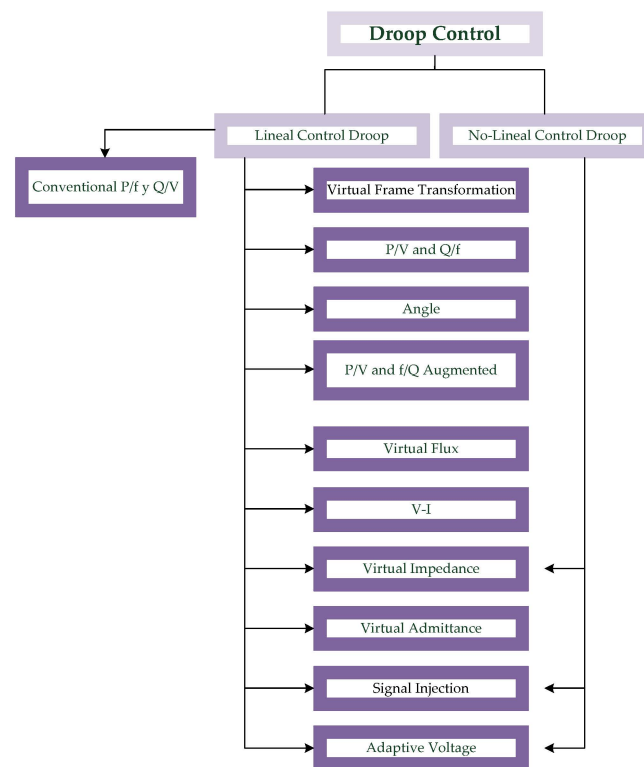 Droop Control
Lineal Control Droop
No-Lineal Control Droop
Conventional P/f y Q/V
Virtual Frame Transformation
P/V and Q/f
Angle
P/V and f/Q Augmented
Virtual Flux
V-I
Virtual Impedance
Virtual Admittance
Signal Injection
Adaptive Voltage